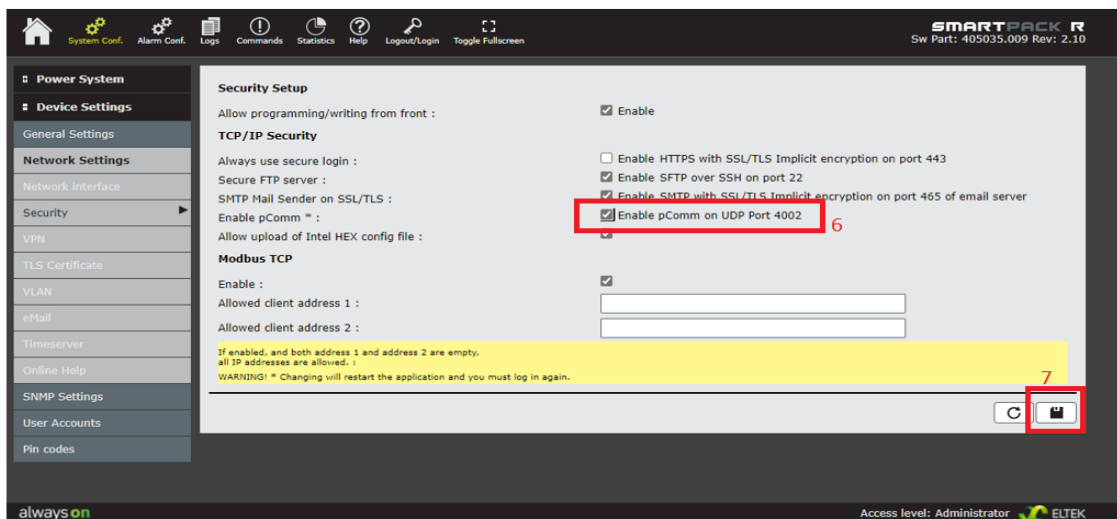 System Conf.
Alarm Conf.
Logs
Commands
Statistics
Help
Logout/Login
Toggle Fullscreen
SMARTPACK R
Sw Part: 405035.009 Rev: 2.10
Power System
Device Settings
General Settings
Network Settings
Network interface
Security
VPN
TLS Certificate
VLAN
eMail
Timeserver
Online Help
SNMP Settings
User Accounts
Pin codes
Security Setup
Allow programming/writing from front : Enable
TCP/IP Security
Always use secure login : Enable HTTPS with SSL/TLS Implicit encryption on port 443
Secure FTP server : Enable SFTP over SSH on port 22
SMTP Mail Sender on SSL/TLS : Enable SMTP with SSL/TLS Implicit encryption on port 465 of email server
Enable pComm * : Enable pComm on UDP Port 4002
6
Allow upload of Intel HEX config file :
Modbus TCP
Enable :
Allowed client address 1 :
Allowed client address 2 :
If enabled, and both address 1 and address 2 are empty,
all IP addresses are allowed. :
WARNING! * Changing will restart the application and you must log in again.
7
always on
Access level: Administrator
ELTEK